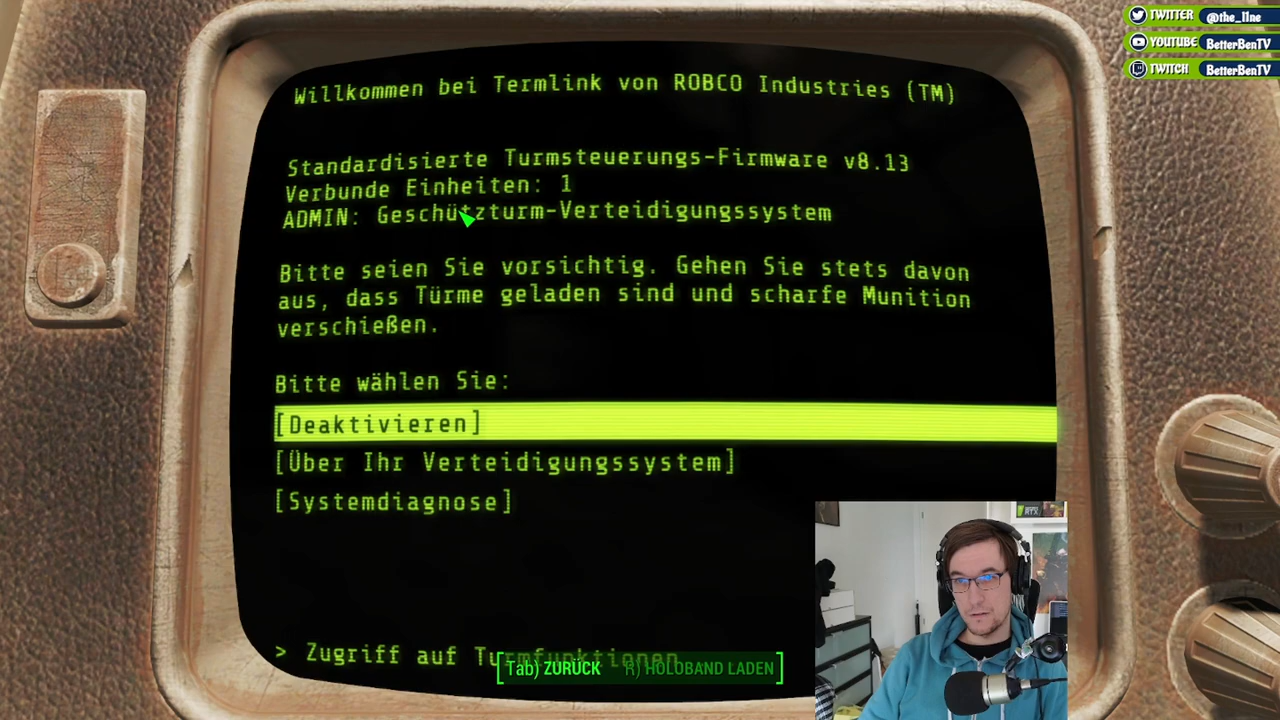 TWITTER @the_11ne
YOUTUBE BetterBenTV
TWITCH BetterBenTV
Willkommen bei Termlink von ROBCO Industries (TM)
Standardisierte Turmsteuerungs-Firmware v8.13
Verbunde Einheiten: 1
ADMIN: Geschützturm-Verteidigungssystem
Bitte seien Sie vorsichtig. Gehen Sie stets davon
aus, dass Türme geladen sind und scharfe Munition
verschießen.
Bitte wählen Sie:
[Deaktivieren]
[Über Ihr Verteidigungssystem]
[Systemdiagnose]
> Zugriff auf Turmfunktionen
Tab) ZURÜCK R) HOLOBAND LADEN